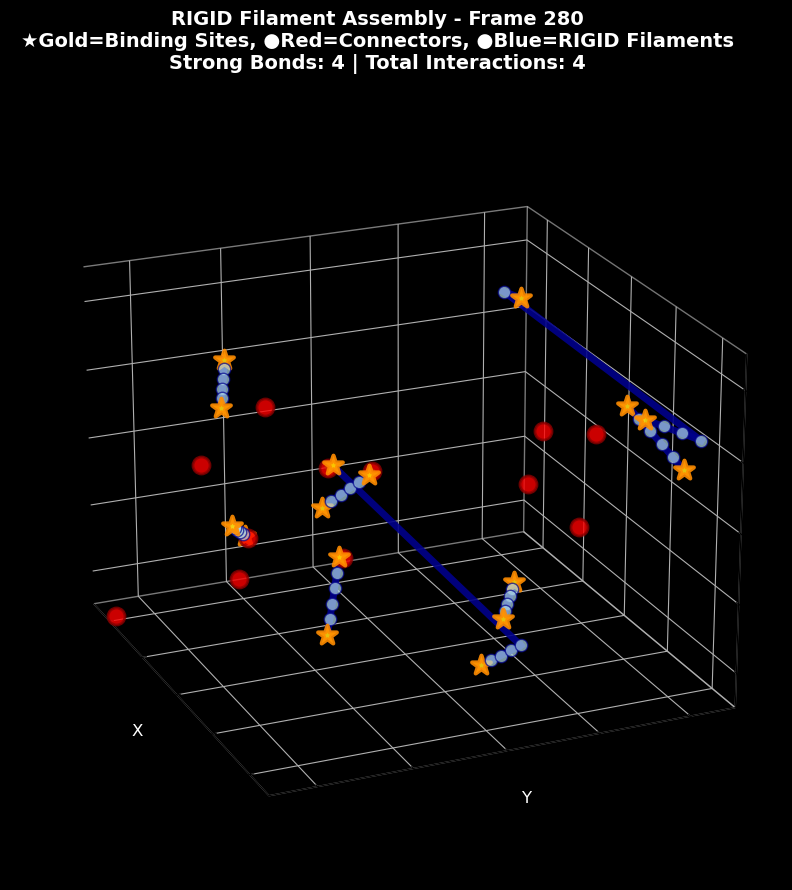 RIGID Filament Assembly - Frame 280
★Gold=Binding Sites, ●Red=Connectors, ●Blue=RIGID Filaments
Strong Bonds: 4 | Total Interactions: 4
X
Y